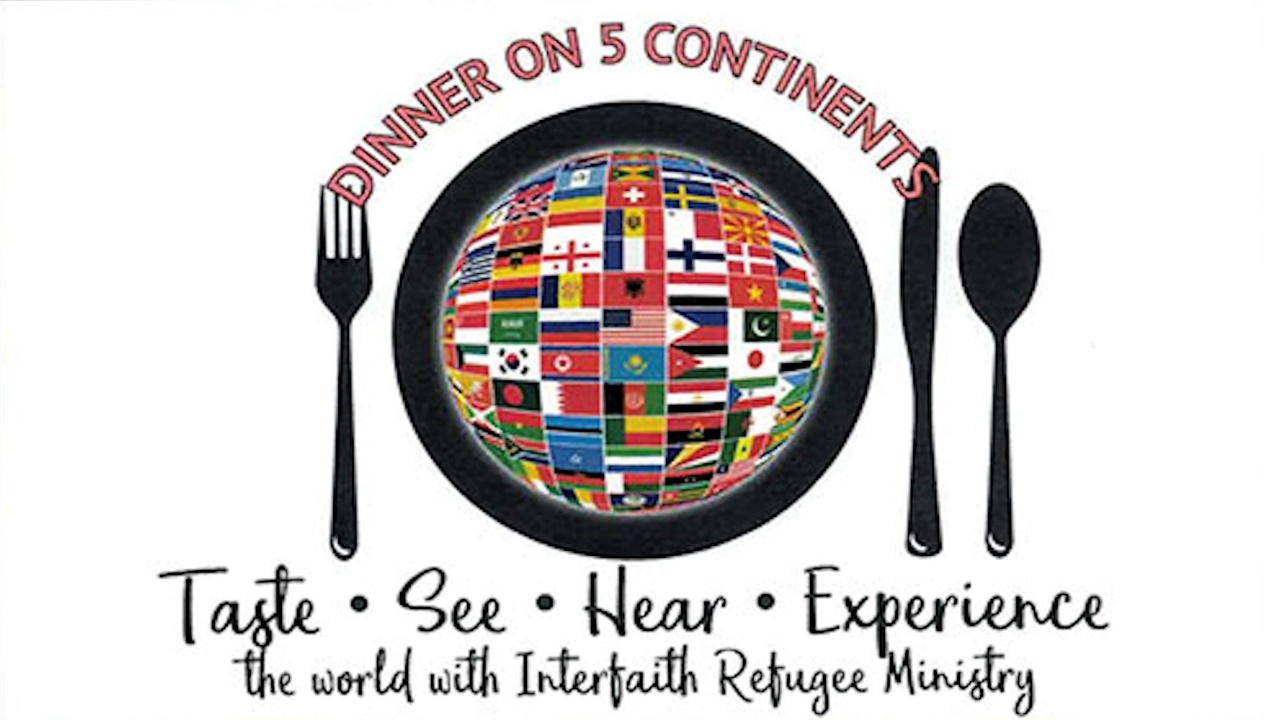 DINNER ON 5 CONTINENTS
Taste • See • Hear • Experience
the world with Interfaith Refugee Ministry